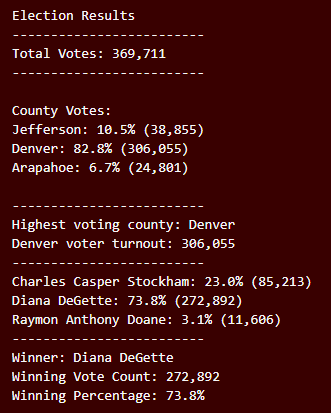 Election Results
-------------------------
Total Votes: 369,711
-------------------------
County Votes:
Jefferson: 10.5% (38,855)
Denver: 82.8% (306,055)
Arapahoe: 6.7% (24,801)
-------------------------
Highest voting county: Denver
Denver voter turnout: 306,055
-------------------------
Charles Casper Stockham: 23.0% (85,213)
Diana DeGette: 73.8% (272,892)
Raymon Anthony Doane: 3.1% (11,606)
-------------------------
Winner: Diana DeGette
Winning Vote Count: 272,892
Winning Percentage: 73.8%